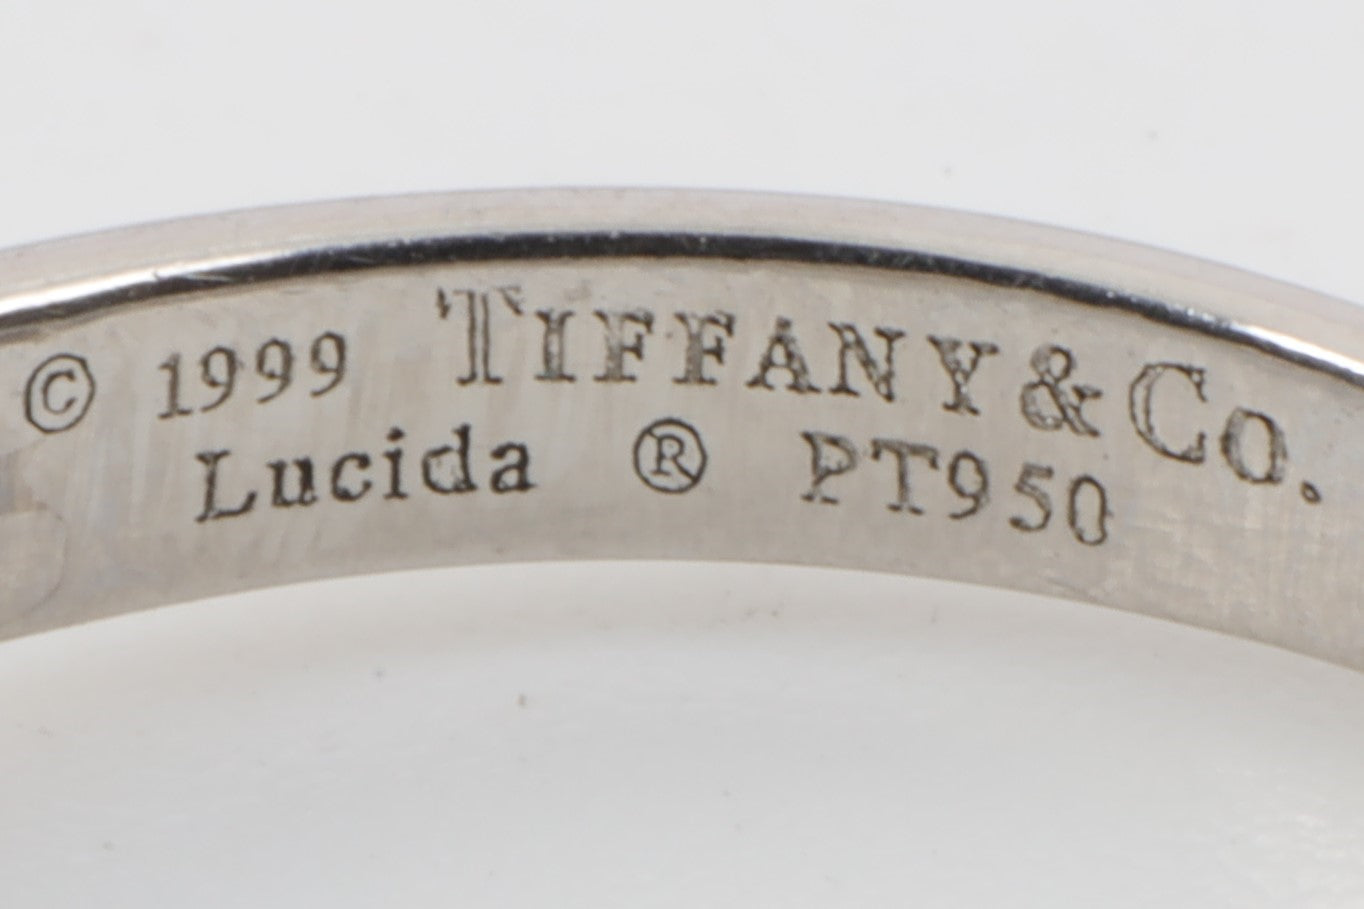 © 1999 TIFFANY & Co.
Lucida ® PT950